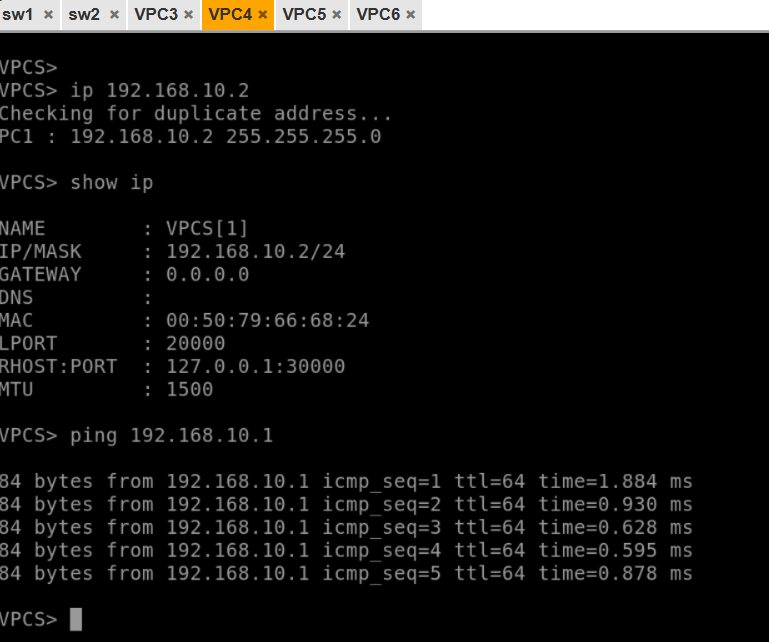 sw1 × sw2 × VPC3 × VPC4 × VPC5 × VPC6 ×
VPCS>
VPCS> ip 192.168.10.2
Checking for duplicate address...
PC1 : 192.168.10.2 255.255.255.0
VPCS> show ip
NAME        : VPCS[1]
IP/MASK     : 192.168.10.2/24
GATEWAY     : 0.0.0.0
DNS         :
MAC         : 00:50:79:66:68:24
LPORT       : 20000
RHOST:PORT  : 127.0.0.1:30000
MTU         : 1500
VPCS> ping 192.168.10.1
84 bytes from 192.168.10.1 icmp_seq=1 ttl=64 time=1.884 ms
84 bytes from 192.168.10.1 icmp_seq=2 ttl=64 time=0.930 ms
84 bytes from 192.168.10.1 icmp_seq=3 ttl=64 time=0.628 ms
84 bytes from 192.168.10.1 icmp_seq=4 ttl=64 time=0.595 ms
84 bytes from 192.168.10.1 icmp_seq=5 ttl=64 time=0.878 ms
VPCS>